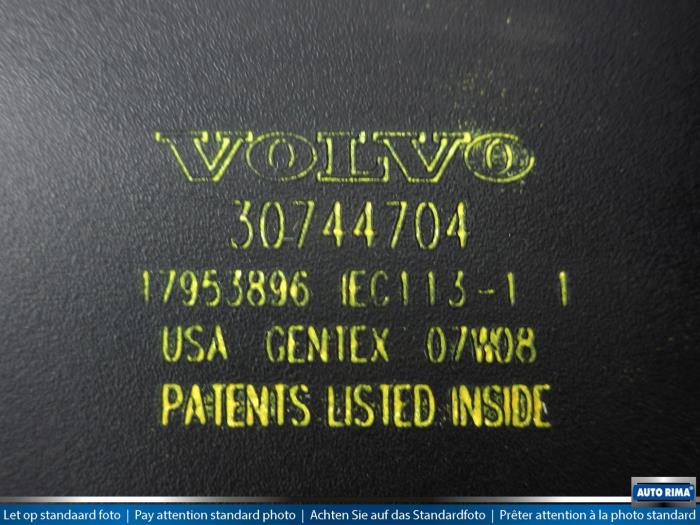 VOLVO
30744704
17953896 IEC113-1 1
USA GENTEX 07W08
PATENTS LISTED INSIDE
AUTO RIMA
Let op standaard foto | Pay attention standard photo | Achten Sie auf das Standardfoto | Prêter attention à la photo standard